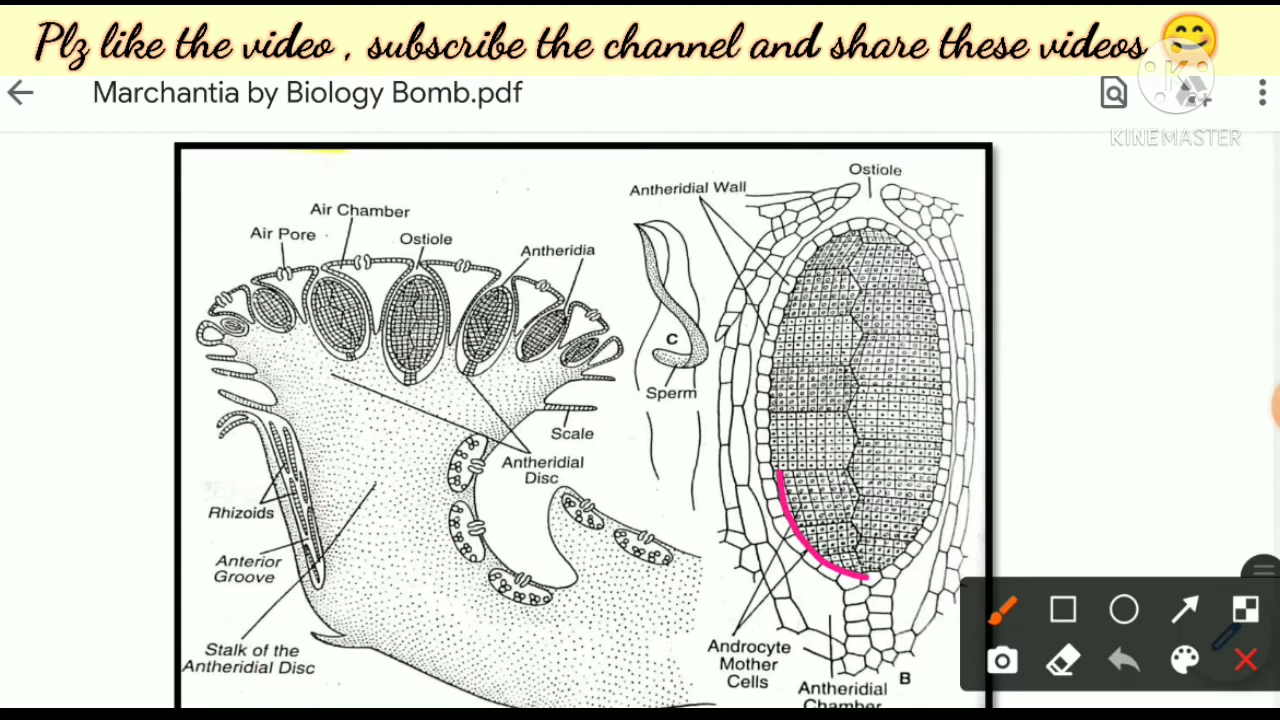 Plz like the video , subscribe the channel and share these videos 😊
Marchantia by Biology Bomb.pdf
K
KINEMASTER
Ostiole
Antheridial Wall
Air Chamber
Air Pore
Ostiole
Antheridia
C
Sperm
Scale
Antheridial
Disc
Rhizoids
Anterior
Groove
Stalk of the
Antheridial Disc
Androcyte
Mother
Cells
B
Antheridial
Chamber